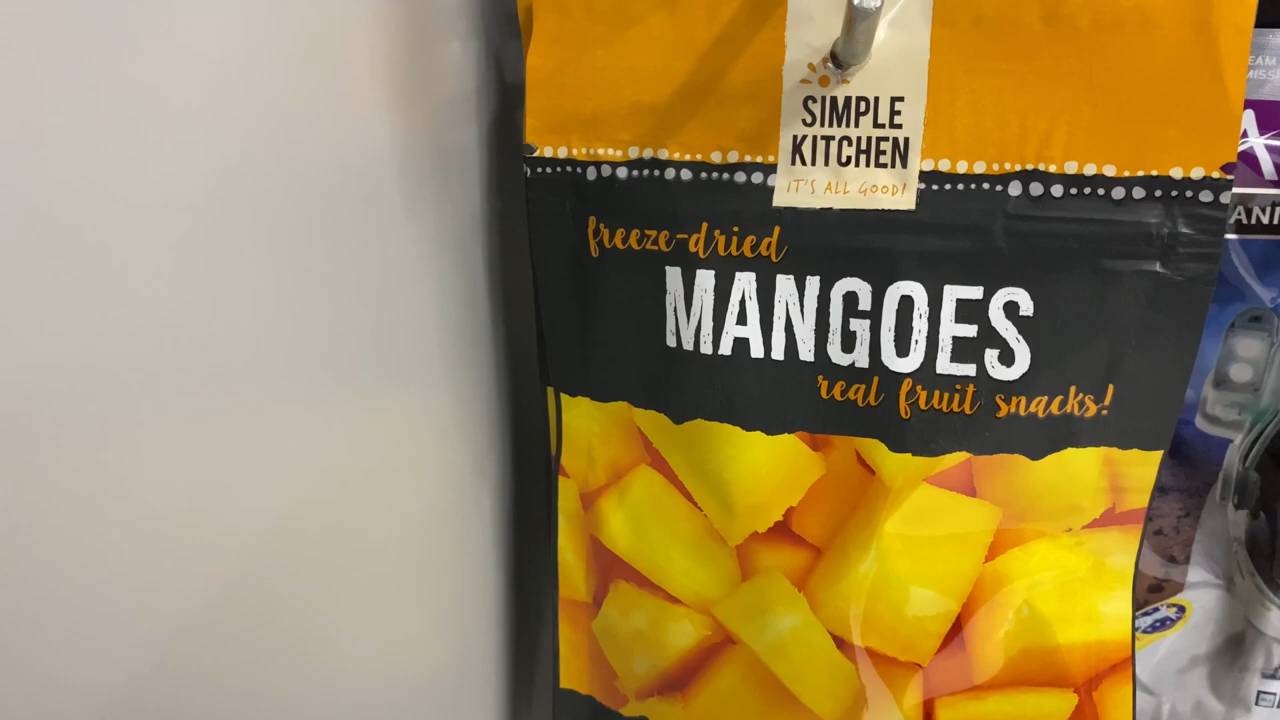 SIMPLE
KITCHEN
IT'S ALL GOOD!
freeze-dried
MANGOES
real fruit snacks!